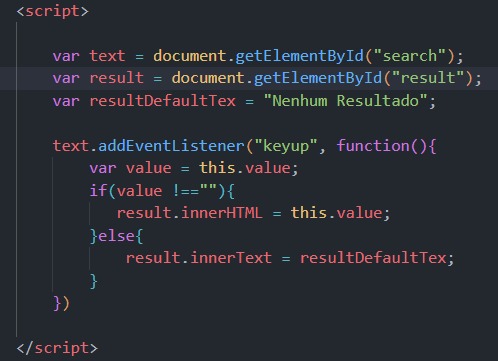 <script>
var text = document.getElementById("search");
var result = document.getElementById("result");
var resultDefaultTex = "Nenhum Resultado";
text.addEventListener("keyup", function(){
var value = this.value;
if(value !==""){
result.innerHTML = this.value;
}else{
result.innerText = resultDefaultTex;
}
})
</script>